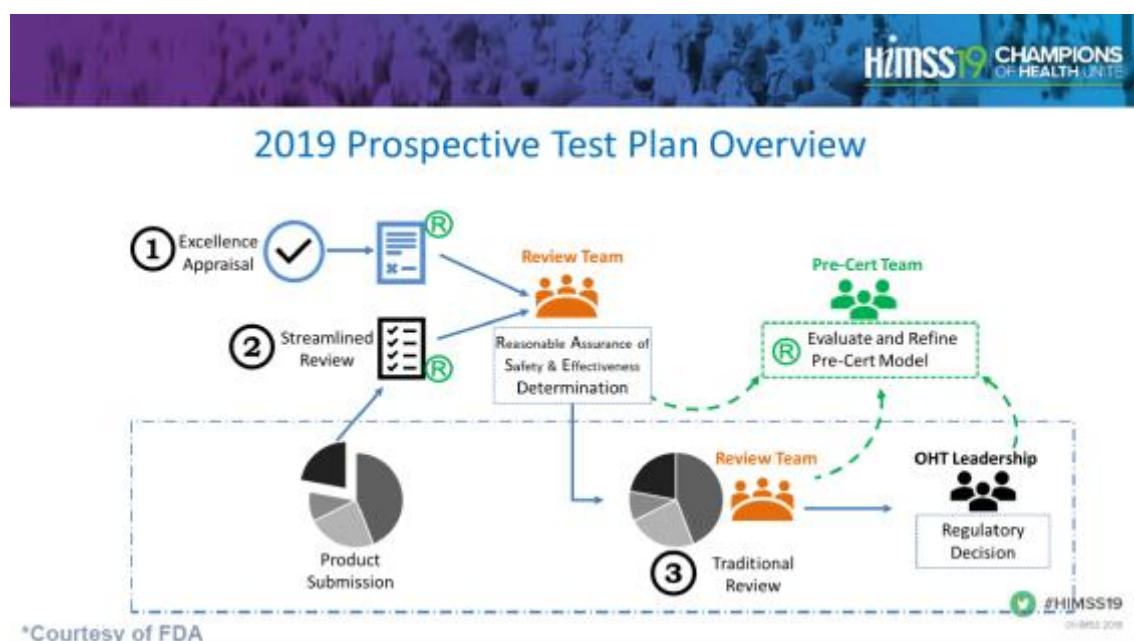 HiMSS19 CHAMPIONS
OF HEALTH UNITE
2019 Prospective Test Plan Overview
1 Excellence
Appraisal
®
Review Team
Pre-Cert Team
2 Streamlined
Review
®
Reasonable Assurance of
Safety & Effectiveness
Determination
® Evaluate and Refine
Pre-Cert Model
Product
Submission
Review Team
3 Traditional
Review
OHT Leadership
Regulatory
Decision
#HIMSS19
*Courtesy of FDA